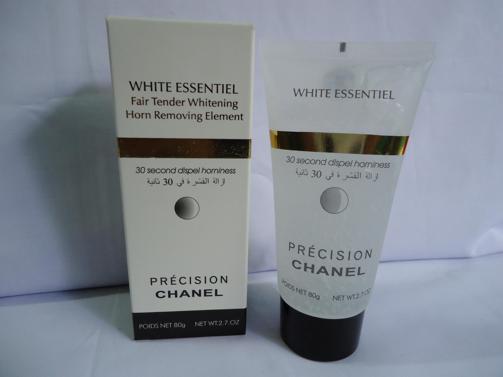 WHITE ESSENTIEL
Fair Tender Whitening
Horn Removing Element
30 second dispel horniness
ازالة القشرة في 30 ثانية
PRÉCISION
CHANEL
POIDS NET 80g NET WT.2.7.OZ
WHITE ESSENTIEL
30 second dispel horniness
ازالة القشرة في 30 ثانية
PRÉCISION
CHANEL
POIDS NET 80g NET WT.2.7.OZ